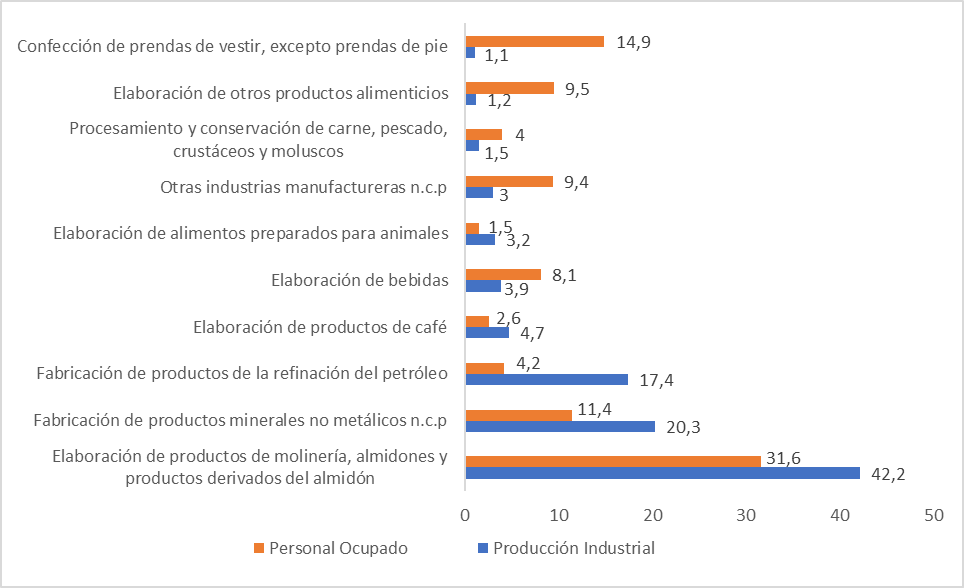 Confección de prendas de vestir, excepto prendas de pie
14,9
1,1
Elaboración de otros productos alimenticios
9,5
1,2
Procesamiento y conservación de carne, pescado,
crustáceos y moluscos
4
1,5
Otras industrias manufactureras n.c.p
9,4
3
Elaboración de alimentos preparados para animales
1,5
3,2
Elaboración de bebidas
8,1
3,9
Elaboración de productos de café
2,6
4,7
Fabricación de productos de la refinación del petróleo
4,2
17,4
Fabricación de productos minerales no metálicos n.c.p
11,4
20,3
Elaboración de productos de molinería, almidones y
productos derivados del almidón
31,6
42,2
0 10 20 30 40 50
Personal Ocupado Producción Industrial